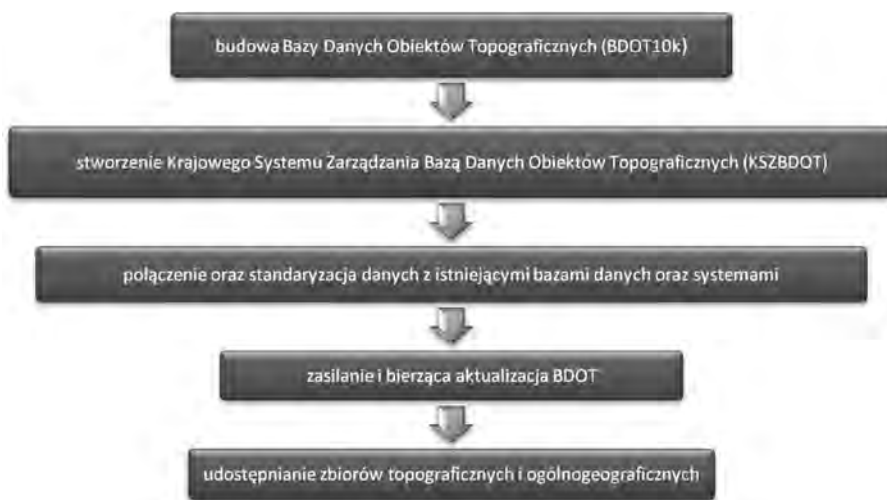 budowa Bazy Danych Obiektów Topograficznych (BDOT10k)
stworzenie Krajowego Systemu Zarządzania Bazą Danych Obiektów Topograficznych (KSZBDOT)
połączenie oraz standaryzacja danych z istniejącymi bazami danych oraz systemami
zasilanie i bierząca aktualizacja BDOT
udostępnianie zbiorów topograficznych i ogólnogeograficznych